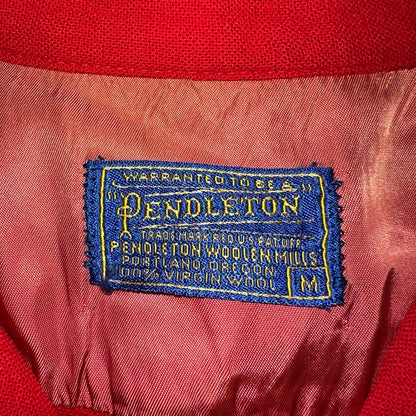 WARRANTED TO BE A
"PENDLETON"
TRADE MARK REG U.S. PAT. OFF.
PENDLETON WOOLEN MILLS
PORTLAND, OREGON
100% VIRGIN WOOL M